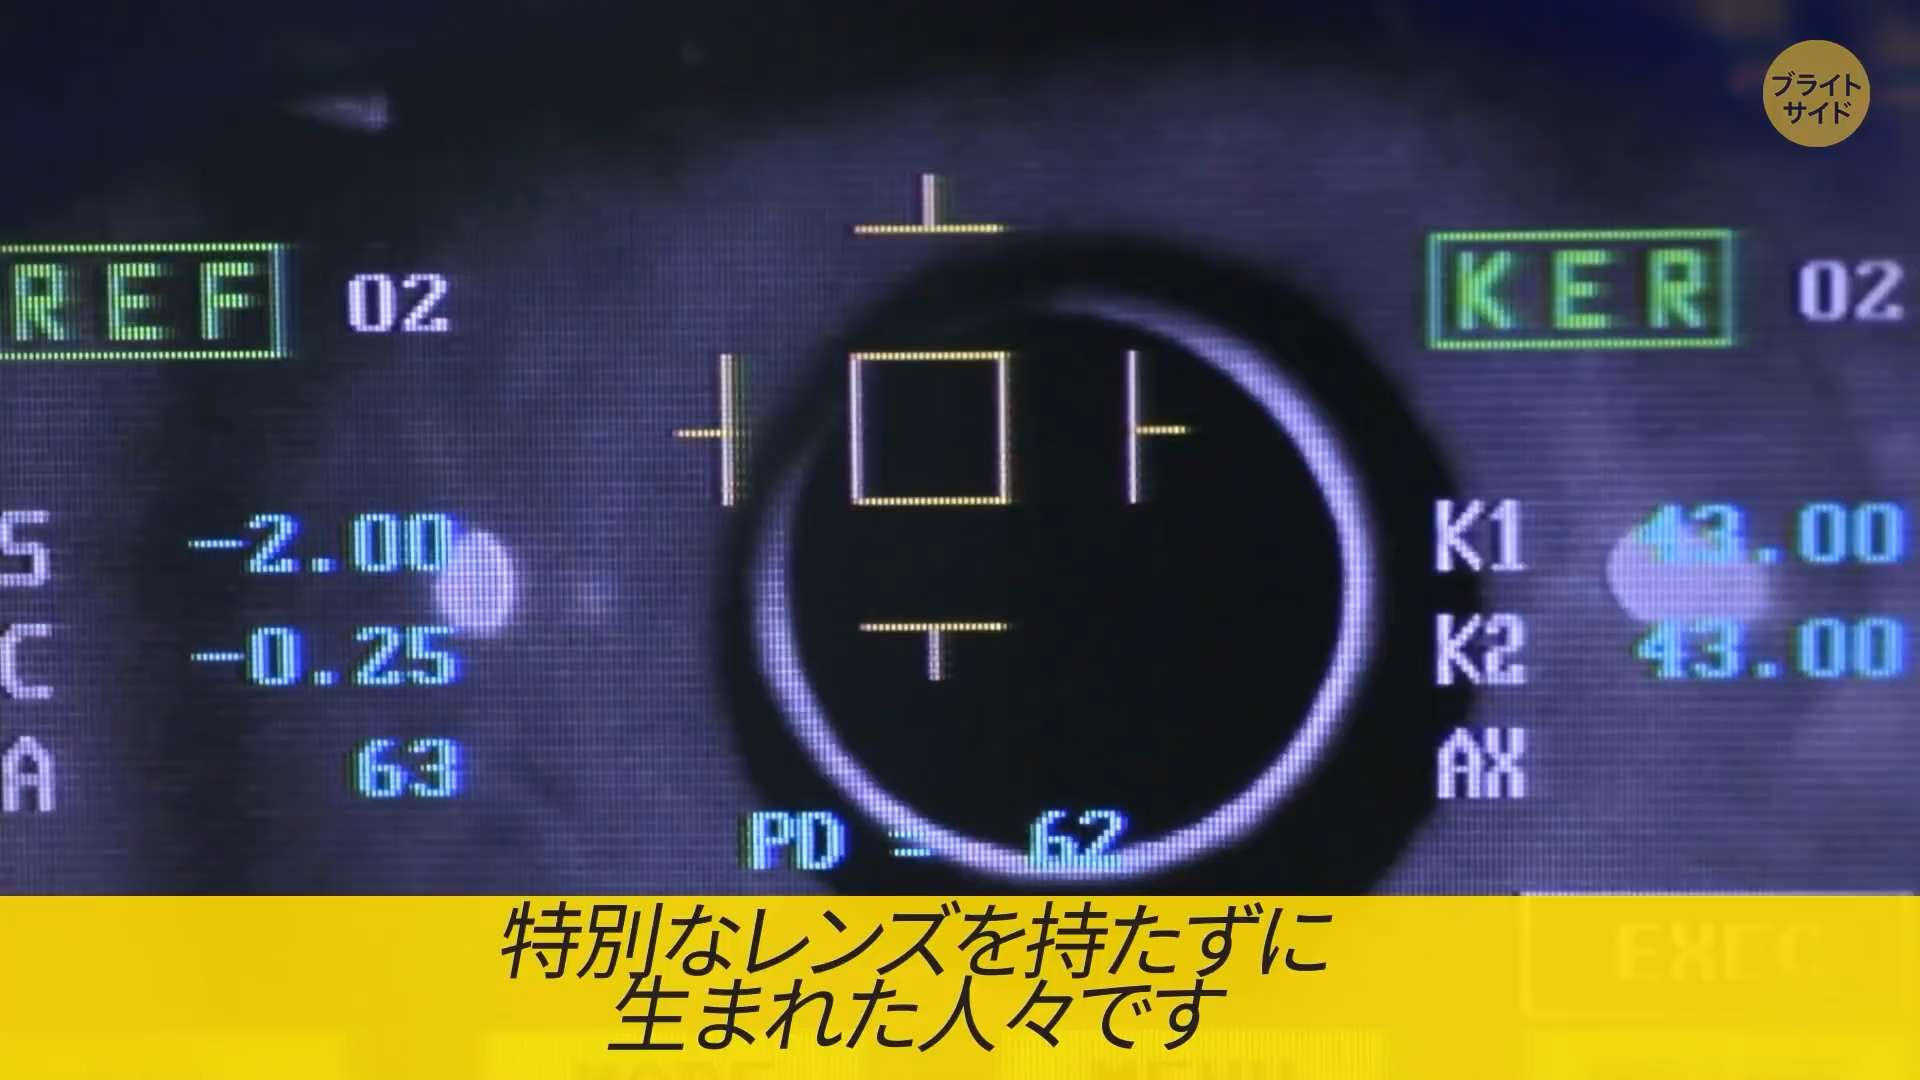 ブライト
サイド
REF 02
KER 02
S -2.00
C -0.25
A 63
K1 43.00
K2 43.00
AX
PD = 62
特別なレンズを持たずに
生まれた人々です
EXEC
MODE
MENU